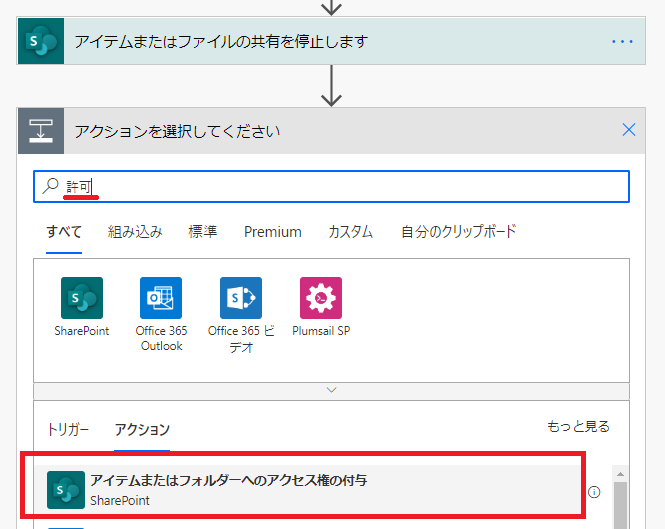 アイテムまたはファイルの共有を停止します
アクションを選択してください
許可
すべて 組み込み 標準 Premium カスタム 自分のクリップボード
SharePoint Office 365 Outlook Office 365 ビデオ Plumsail SP
トリガー アクション もっと見る
アイテムまたはフォルダーへのアクセス権の付与
SharePoint